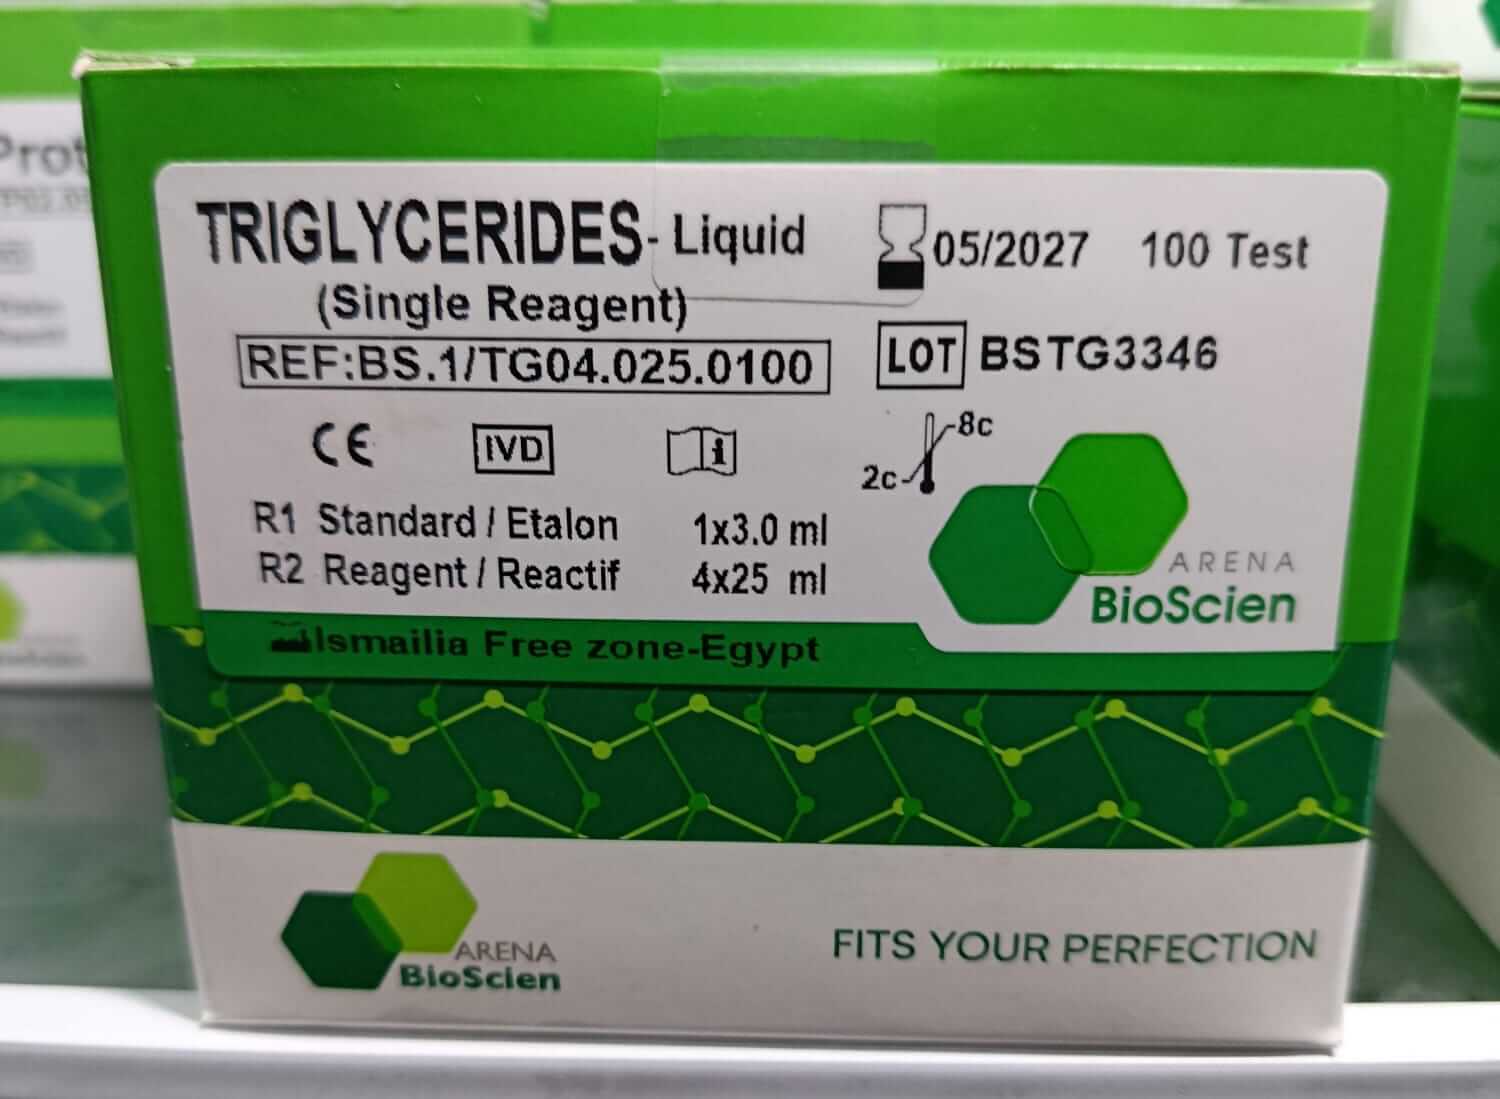 Prot
TRIGLYCERIDES- Liquid 05/2027 100 Test
(Single Reagent)
REF:BS.1/TG04.025.0100 LOT BSTG3346
CE IVD i
-8c
2c-
R1 Standard / Etalon 1x3.0 ml
R2 Reagent / Reactif 4x25 ml
ARENA
BioScien
Ismailia Free zone-Egypt
ARENA
BioScien
FITS YOUR PERFECTION